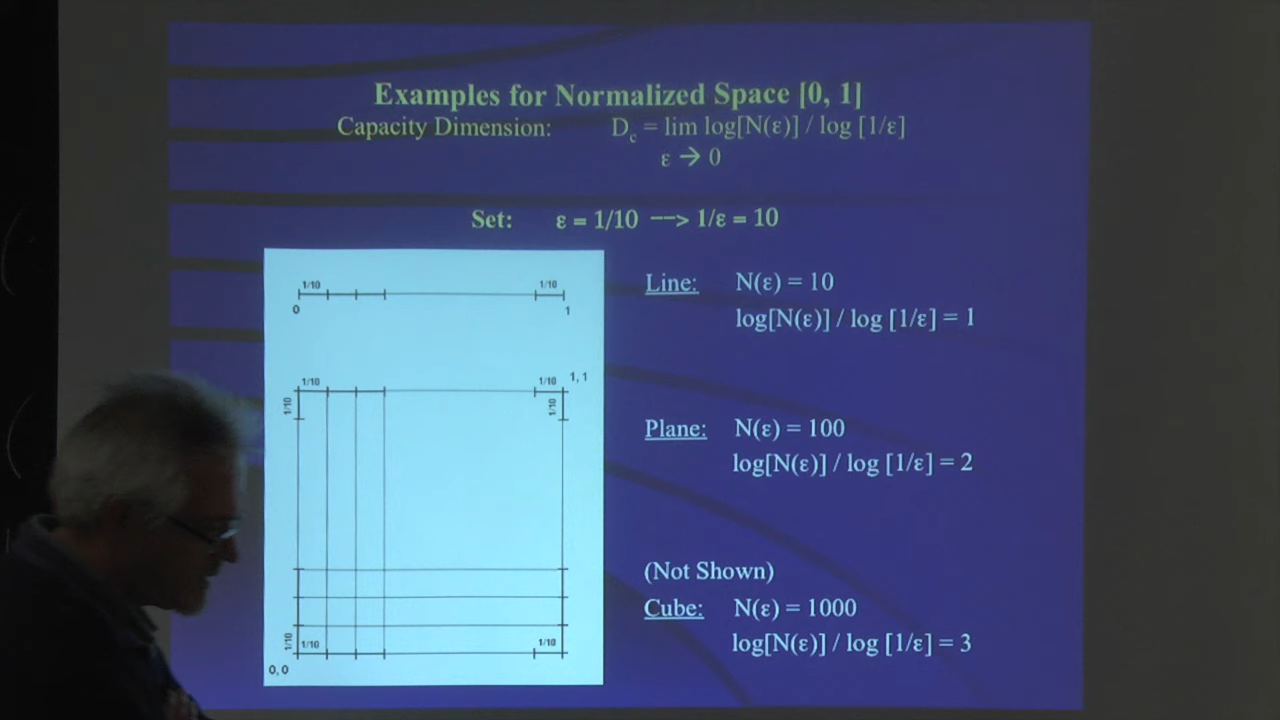 Examples for Normalized Space [0, 1]
Capacity Dimension: D_c = lim log[N(ε)] / log [1/ε]
ε → 0
Set: ε = 1/10 —-> 1/ε = 10
1/10 1/10
0 1
1/10 1/10 1, 1
1/10 1/10
1/10 1/10 1/10
0, 0
Line: N(ε) = 10
log[N(ε)] / log [1/ε] = 1
Plane: N(ε) = 100
log[N(ε)] / log [1/ε] = 2
(Not Shown)
Cube: N(ε) = 1000
log[N(ε)] / log [1/ε] = 3